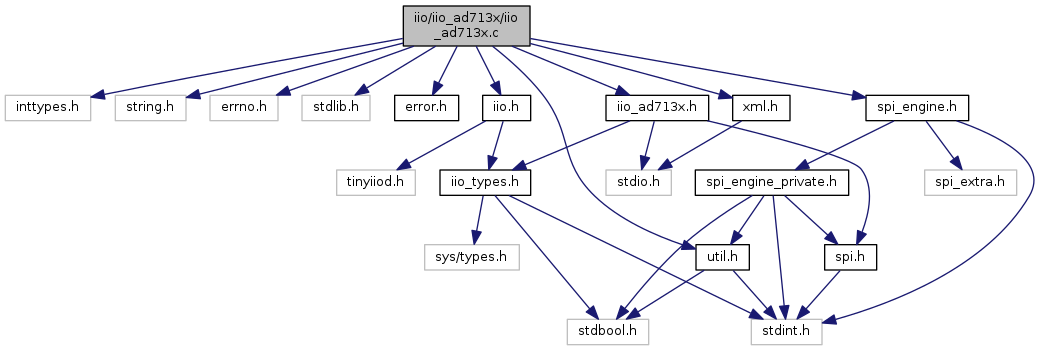 iio/iio_ad713x/iio
_ad713x.c
inttypes.h
string.h
errno.h
stdlib.h
error.h
iio.h
iio_ad713x.h
xml.h
spi_engine.h
tinyiiod.h
iio_types.h
stdio.h
spi_engine_private.h
spi_extra.h
sys/types.h
util.h
spi.h
stdbool.h
stdint.h